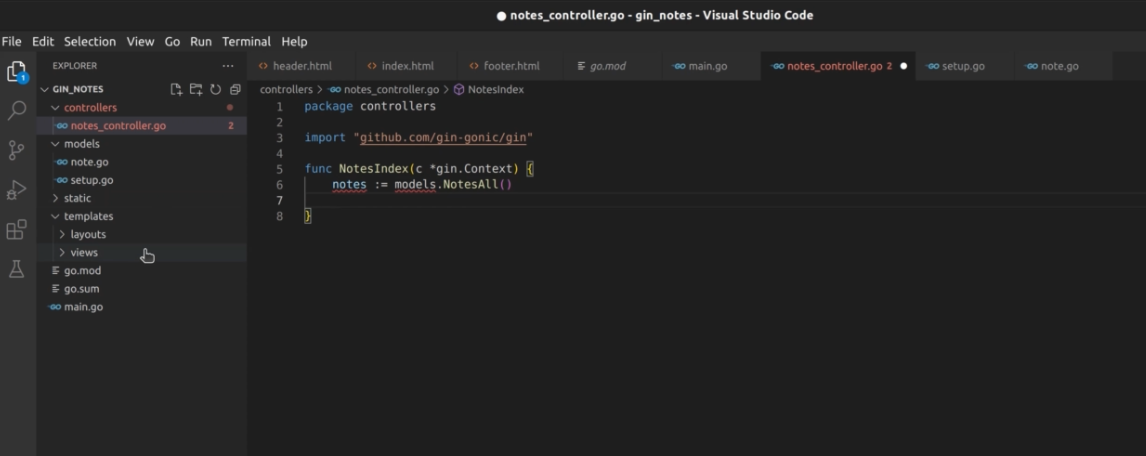 notes_controller.go - gin_notes - Visual Studio Code
File Edit Selection View Go Run Terminal Help
EXPLORER
header.html index.html footer.html go.mod main.go notes_controller.go 2 setup.go note.go
GIN_NOTES
controllers
notes_controller.go 2
models
note.go
setup.go
static
templates
layouts
views
go.mod
go.sum
main.go
1
controllers > notes_controller.go > NotesIndex
1 package controllers
2
3 import "github.com/gin-gonic/gin"
4
5 func NotesIndex(c *gin.Context) {
6 notes := models.NotesAll()
7
8 }